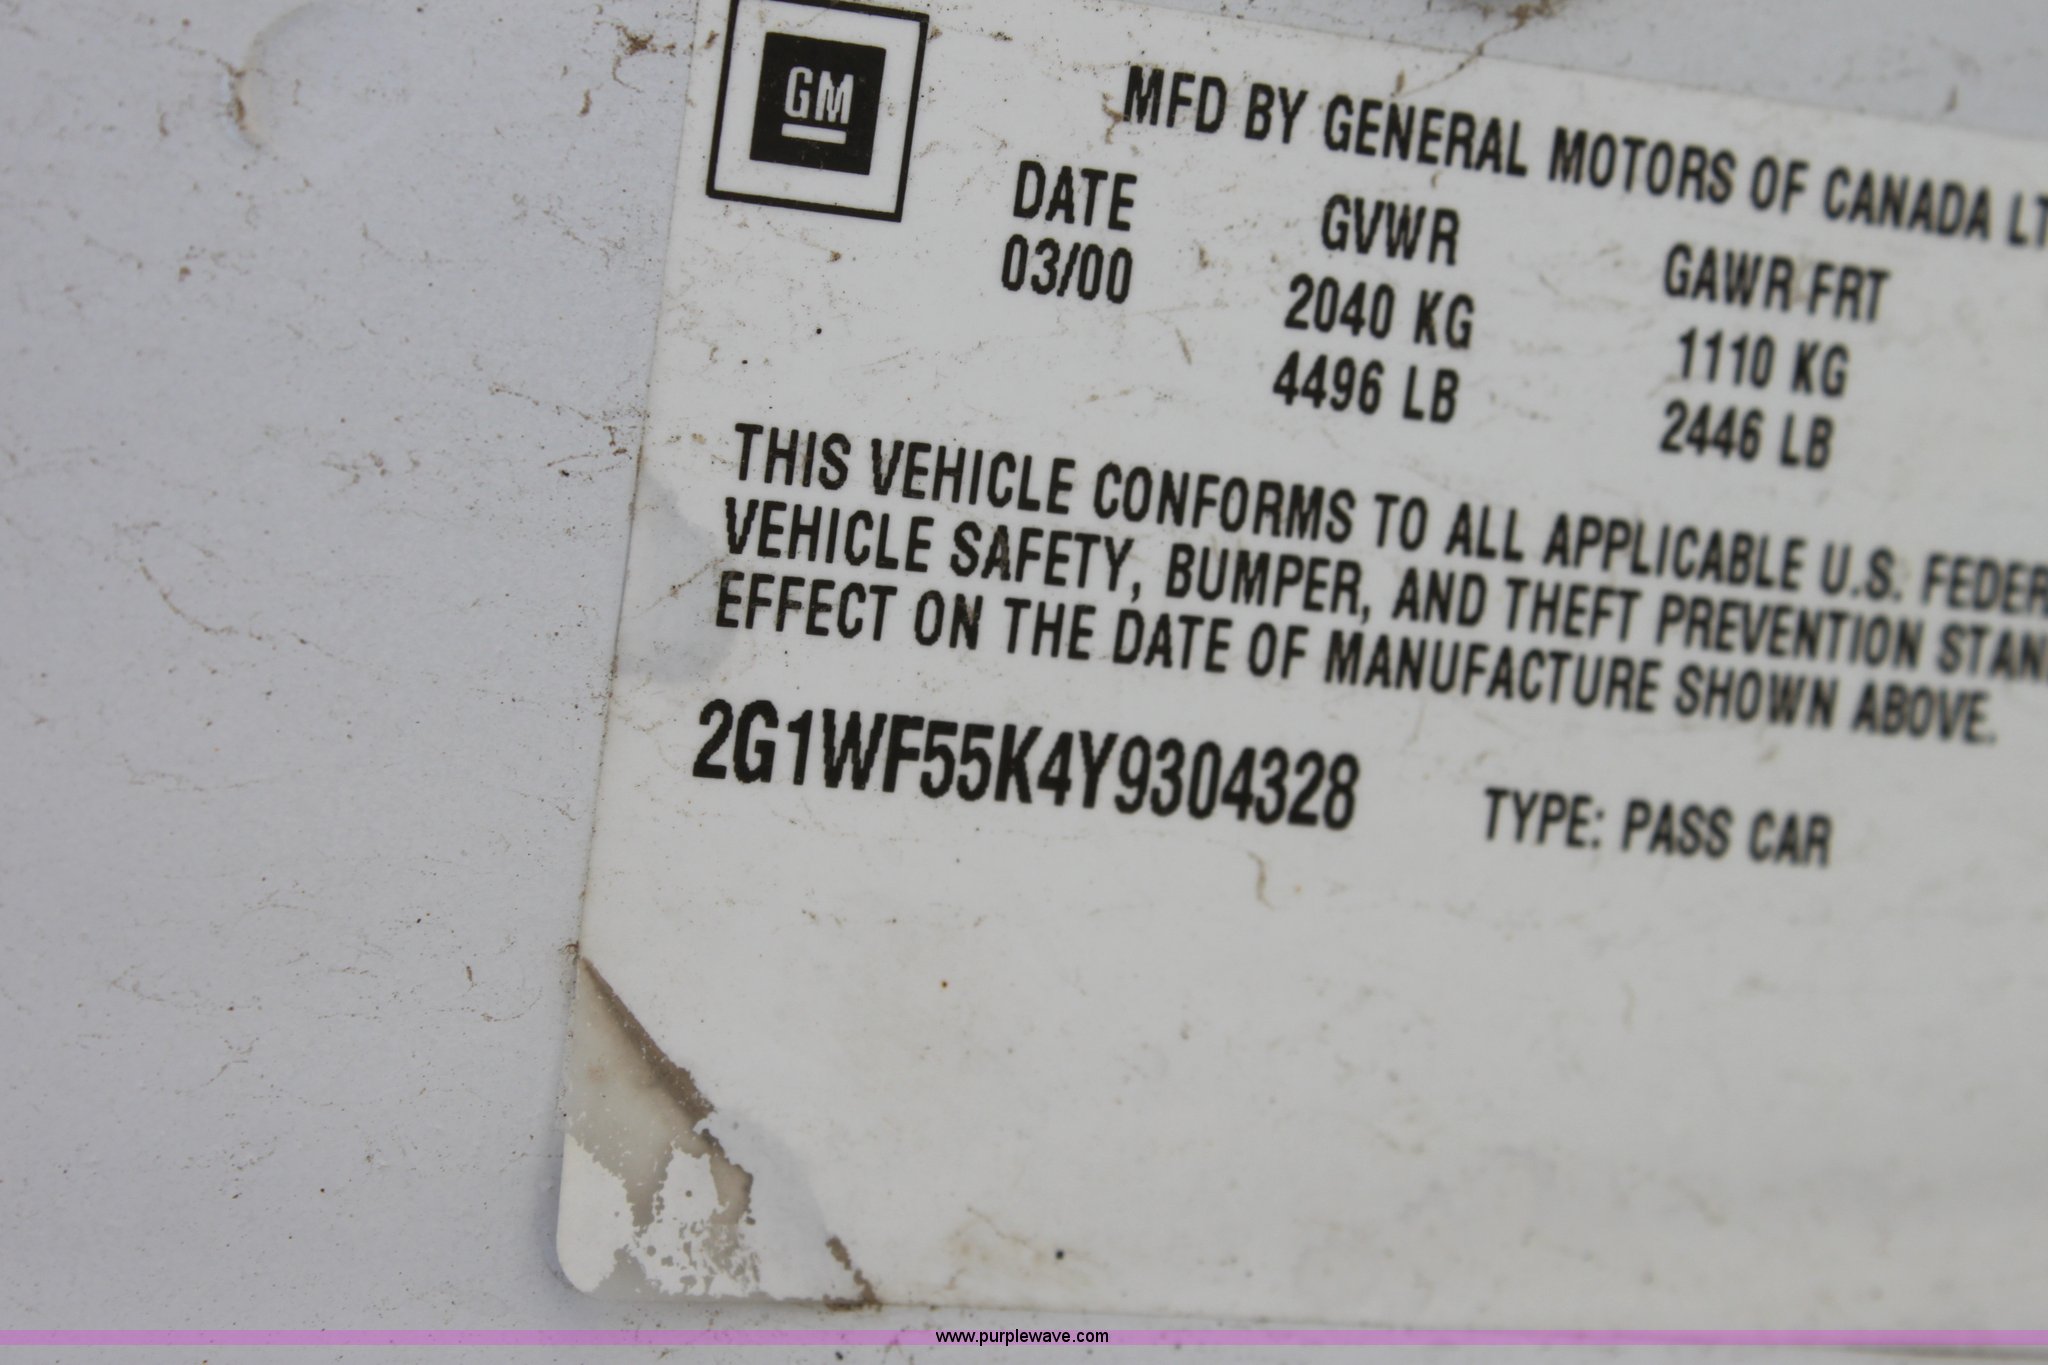 GM
MFD BY GENERAL MOTORS OF CANADA LT
DATE GVWR GAWR FRT
03/00 2040 KG 1110 KG
4496 LB 2446 LB
THIS VEHICLE CONFORMS TO ALL APPLICABLE U.S. FEDER
VEHICLE SAFETY, BUMPER, AND THEFT PREVENTION STAN
EFFECT ON THE DATE OF MANUFACTURE SHOWN ABOVE.
2G1WF55K4Y9304328 TYPE: PASS CAR
www.purplewave.com